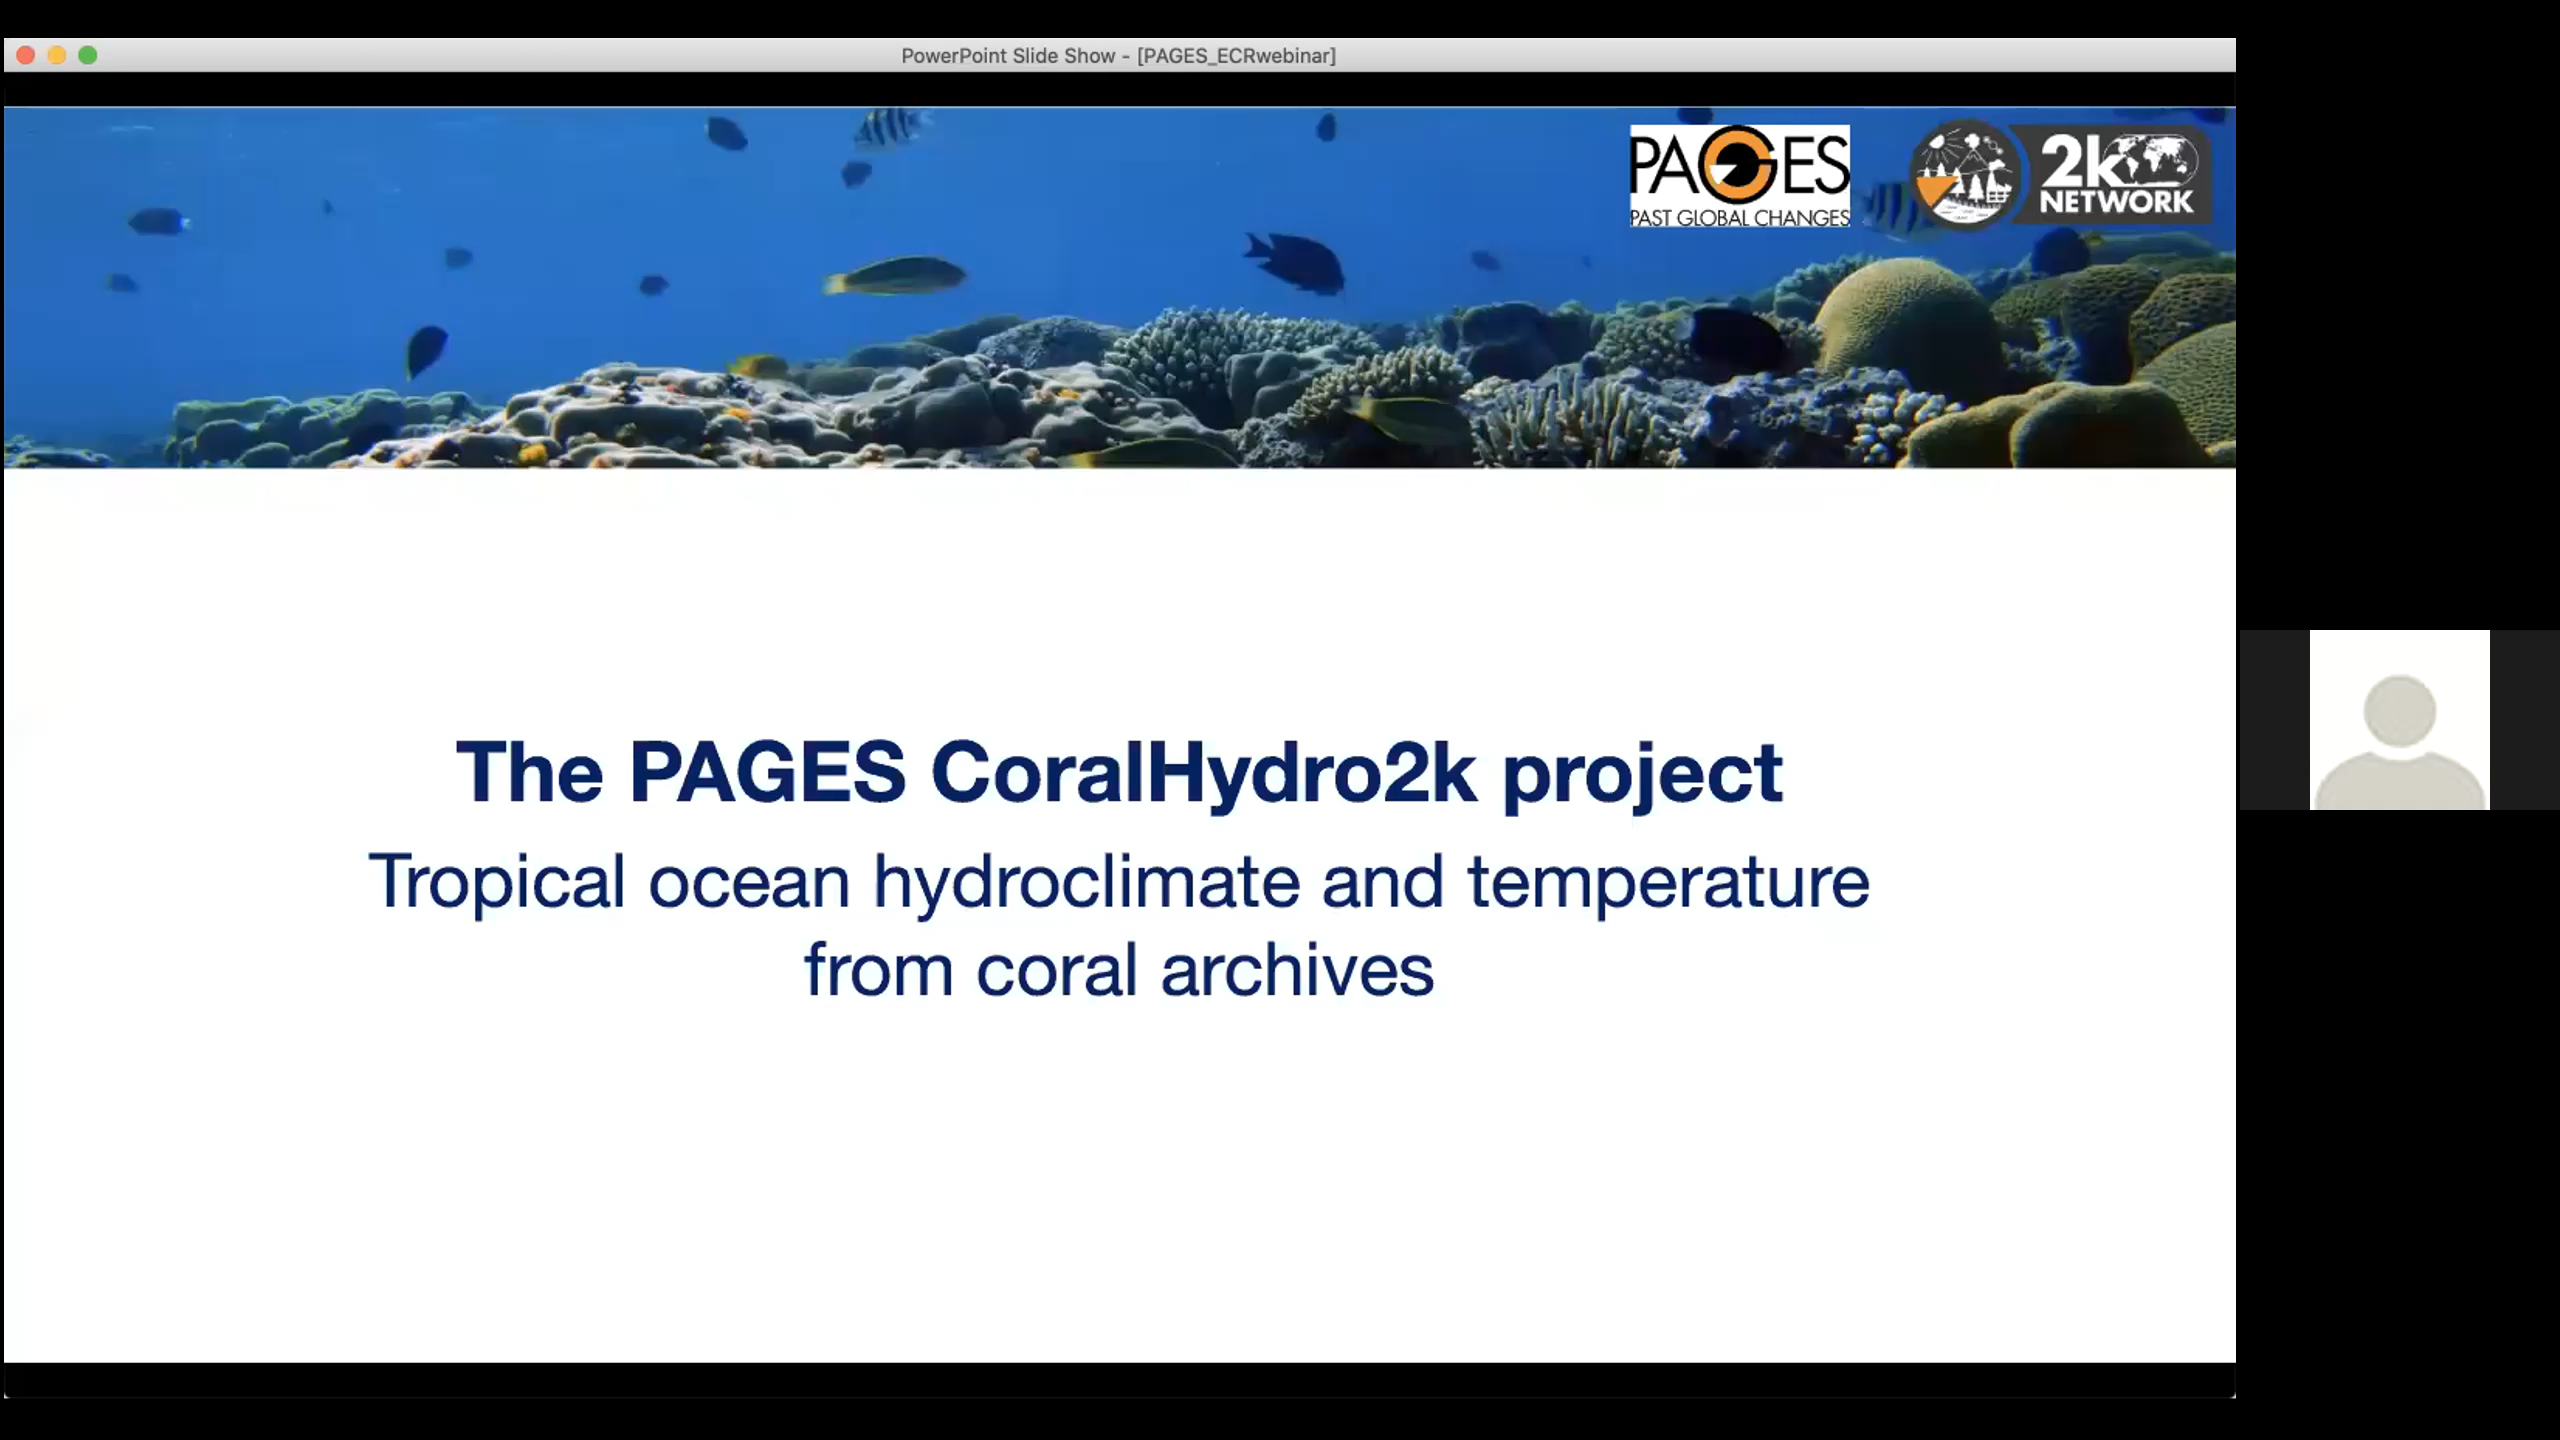 PowerPoint Slide Show - [PAGES_ECRwebinar]
PAGES
PAST GLOBAL CHANGES
2k
NETWORK
The PAGES CoralHydro2k project
Tropical ocean hydroclimate and temperature
from coral archives